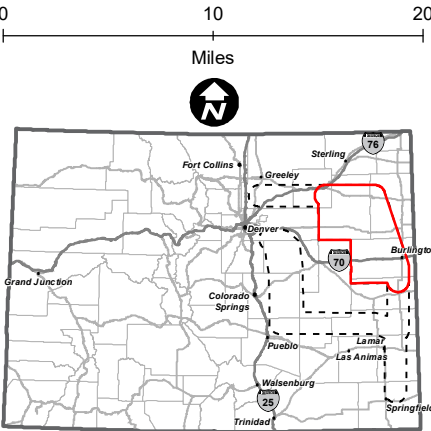 0 10 20
Miles
N
76
Sterling
Fort Collins
Greeley
Denver
Burlington
70
Grand Junction
Colorado
Springs
Lamar
Pueblo
Las Animas
Walsenburg
25
Springfield
Trinidad